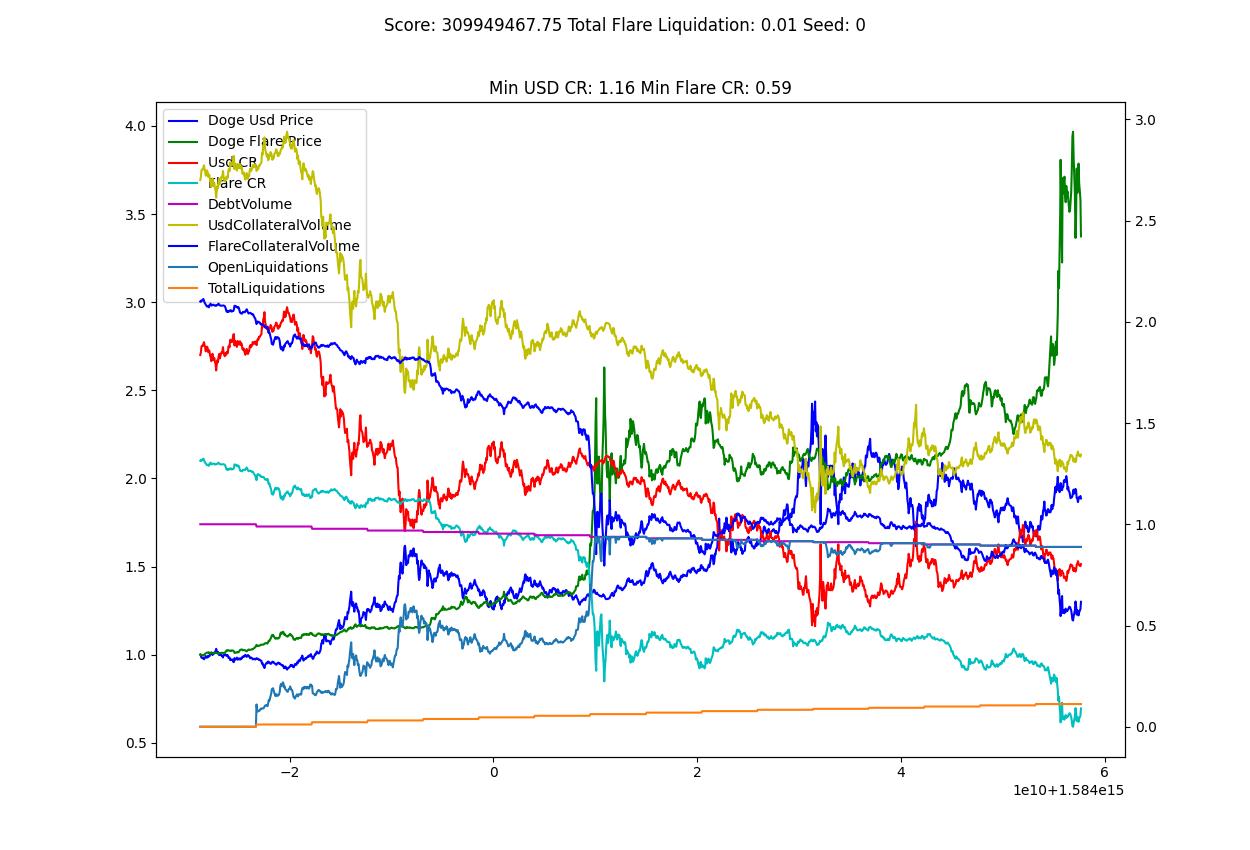 Score: 309949467.75 Total Flare Liquidation: 0.01 Seed: 0
Min USD CR: 1.16 Min Flare CR: 0.59
Doge Usd Price
Doge Flare Price
Usd CR
Flare CR
DebtVolume
UsdCollateralVolume
FlareCollateralVolume
OpenLiquidations
TotalLiquidations
4.0
3.5
3.0
2.5
2.0
1.5
1.0
0.5
3.0
2.5
2.0
1.5
1.0
0.5
0.0
−2 0 2 4 6
1e10+1.584e15